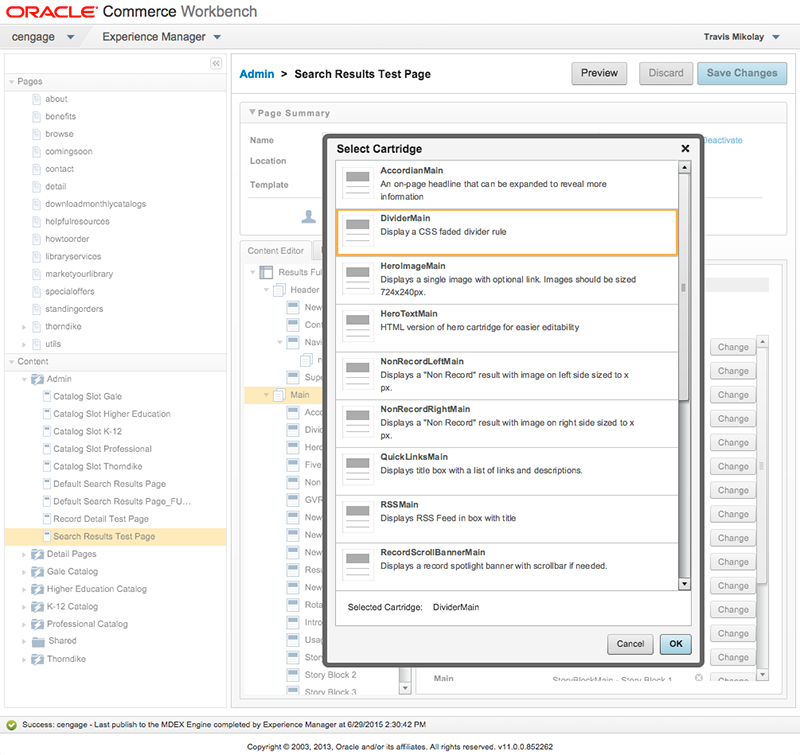 ORACLE Commerce Workbench
cengage Experience Manager Travis Mikolay
Pages
about
benefits
browse
comingsoon
contact
detail
downloadmonthlycatalogs
helpfulresources
howtoorder
libraryservices
marketyourlibrary
specialoffers
standingorders
thorndike
utils
Content
Admin
Catalog Slot Gale
Catalog Slot Higher Education
Catalog Slot K-12
Catalog Slot Professional
Catalog Slot Thorndike
Default Search Results Page
Default Search Results Page_FU...
Record Detail Test Page
Search Results Test Page
Detail Pages
Gale Catalog
Higher Education Catalog
K-12 Catalog
Professional Catalog
Shared
Thorndike
Admin > Search Results Test Page
Preview Discard Save Changes
Page Summary
Name
Location
Template
Deactivate
Content Editor
Results Ful
Header
New
Cont
Navi
Supe
Main
Acco
Divid
Hero
Five
Non
GVR
New
New
New
Resu
New
Rota
Intro
Usag
Story
Story Block 2
Story Block 3
Select Cartridge
AccordianMain
An on-page headline that can be expanded to reveal more
information
DividerMain
Display a CSS faded divider rule
HeroImageMain
Displays a single image with optional link. Images should be sized
724x240px.
HeroTextMain
HTML version of hero cartridge for easier editability
NonRecordLeftMain
Displays a "Non Record" result with image on left side sized to x
px.
NonRecordRightMain
Displays a "Non Record" result with image on right side sized to x
px.
QuickLinksMain
Displays title box with a list of links and descriptions.
RSSMain
Displays RSS Feed in box with title
RecordScrollBannerMain
Displays a record spotlight banner with scrollbar if needed.
Selected Cartridge: DividerMain
Cancel OK
Change
Change
Change
Change
Change
Change
Change
Change
Change
Change
Change
Change
Change
Change
Main StoryBlockMain - Story Block 1 Change
Success: cengage - Last publish to the MDEX Engine completed by Experience Manager at 6/29/2015 2:30:42 PM
Copyright © 2003, 2013, Oracle and/or its affiliates. All rights reserved. v11.0.0.852262